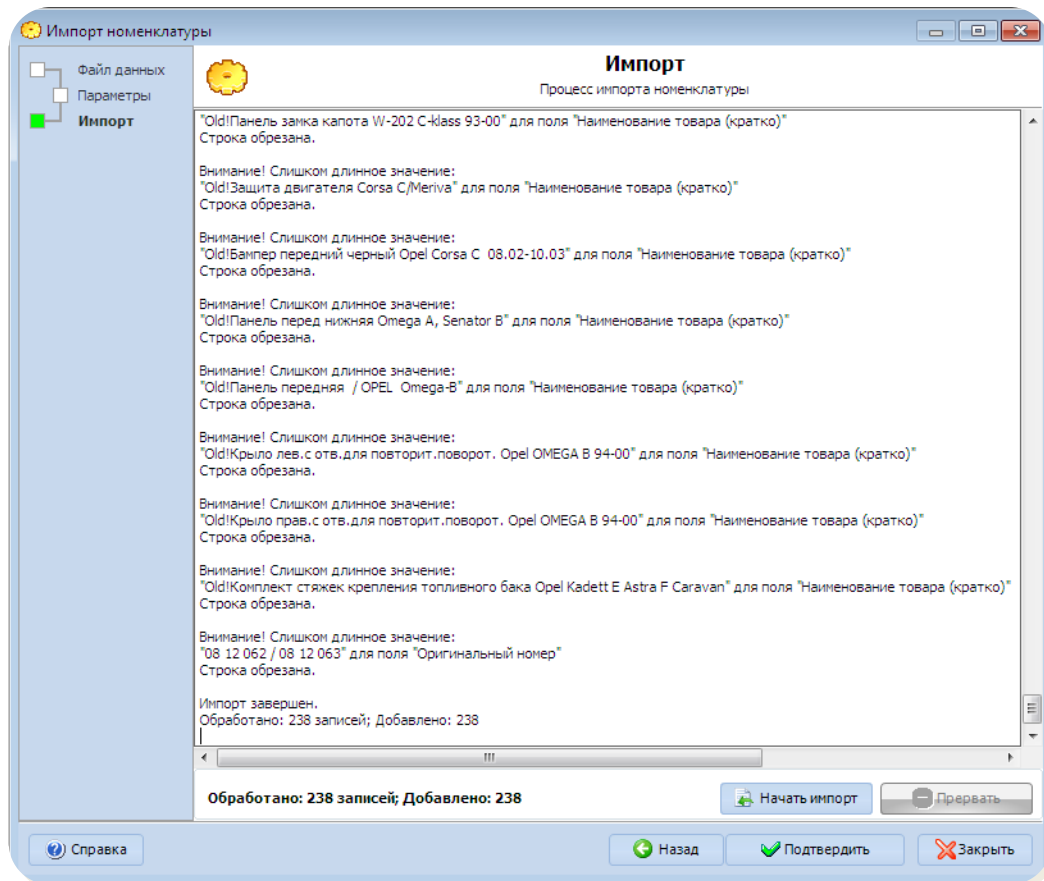 Импорт номенклатуры
Файл данных
Параметры
Импорт
Импорт
Процесс импорта номенклатуры
"Old!Панель замка капота W-202 C-klass 93-00" для поля "Наименование товара (кратко)"
Строка обрезана.
Внимание! Слишком длинное значение:
"Old!Защита двигателя Corsa C/Meriva" для поля "Наименование товара (кратко)"
Строка обрезана.
Внимание! Слишком длинное значение:
"Old!Бампер передний черный Opel Corsa C  08.02-10.03" для поля "Наименование товара (кратко)"
Строка обрезана.
Внимание! Слишком длинное значение:
"Old!Панель перед нижняя Omega A, Senator B" для поля "Наименование товара (кратко)"
Строка обрезана.
Внимание! Слишком длинное значение:
"Old!Панель передняя  / OPEL  Omega-B" для поля "Наименование товара (кратко)"
Строка обрезана.
Внимание! Слишком длинное значение:
"Old!Крыло лев.с отв.для повторит.поворот. Opel OMEGA B 94-00" для поля "Наименование товара (кратко)"
Строка обрезана.
Внимание! Слишком длинное значение:
"Old!Крыло прав.с отв.для повторит.поворот. Opel OMEGA B 94-00" для поля "Наименование товара (кратко)"
Строка обрезана.
Внимание! Слишком длинное значение:
"Old!Комплект стяжек крепления топливного бака Opel Kadett E Astra F Caravan" для поля "Наименование товара (кратко)"
Строка обрезана.
Внимание! Слишком длинное значение:
"08 12 062 / 08 12 063" для поля "Оригинальный номер"
Строка обрезана.
Импорт завершен.
Обработано: 238 записей; Добавлено: 238
Обработано: 238 записей; Добавлено: 238
Начать импорт
Прервать
Справка
Назад
Подтвердить
Закрыть